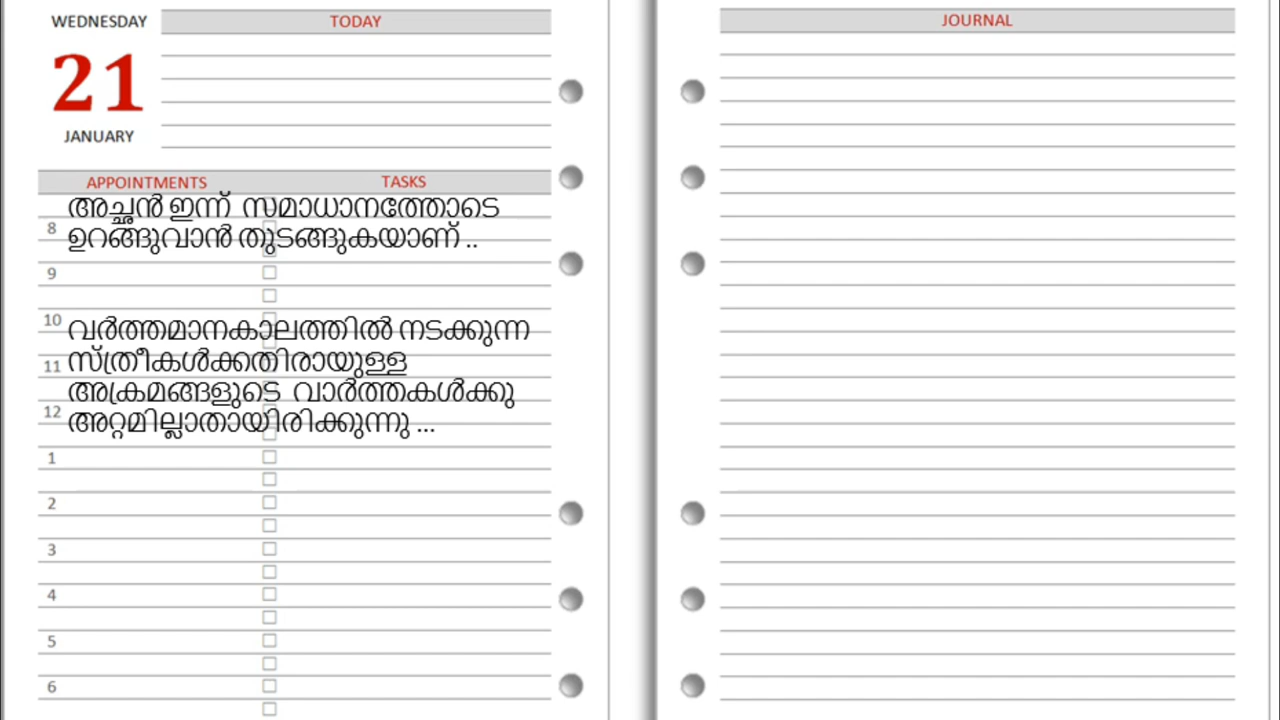 WEDNESDAY
21
JANUARY
TODAY
APPOINTMENTS TASKS
അച്ഛൻ ഇന്ന് സമാധാനത്തോടെ
8
ഉറങ്ങുവാൻ തുടങ്ങുകയാണ് ..
9
10
വർത്തമാനകാലത്തിൽ നടക്കുന്ന
11
സ്ത്രീകൾക്കതിരായുള്ള
അക്രമങ്ങളുടെ വാർത്തകൾക്കു
12
അറ്റമില്ലാതായിരിക്കുന്നു ...
1
2
3
4
5
6
JOURNAL